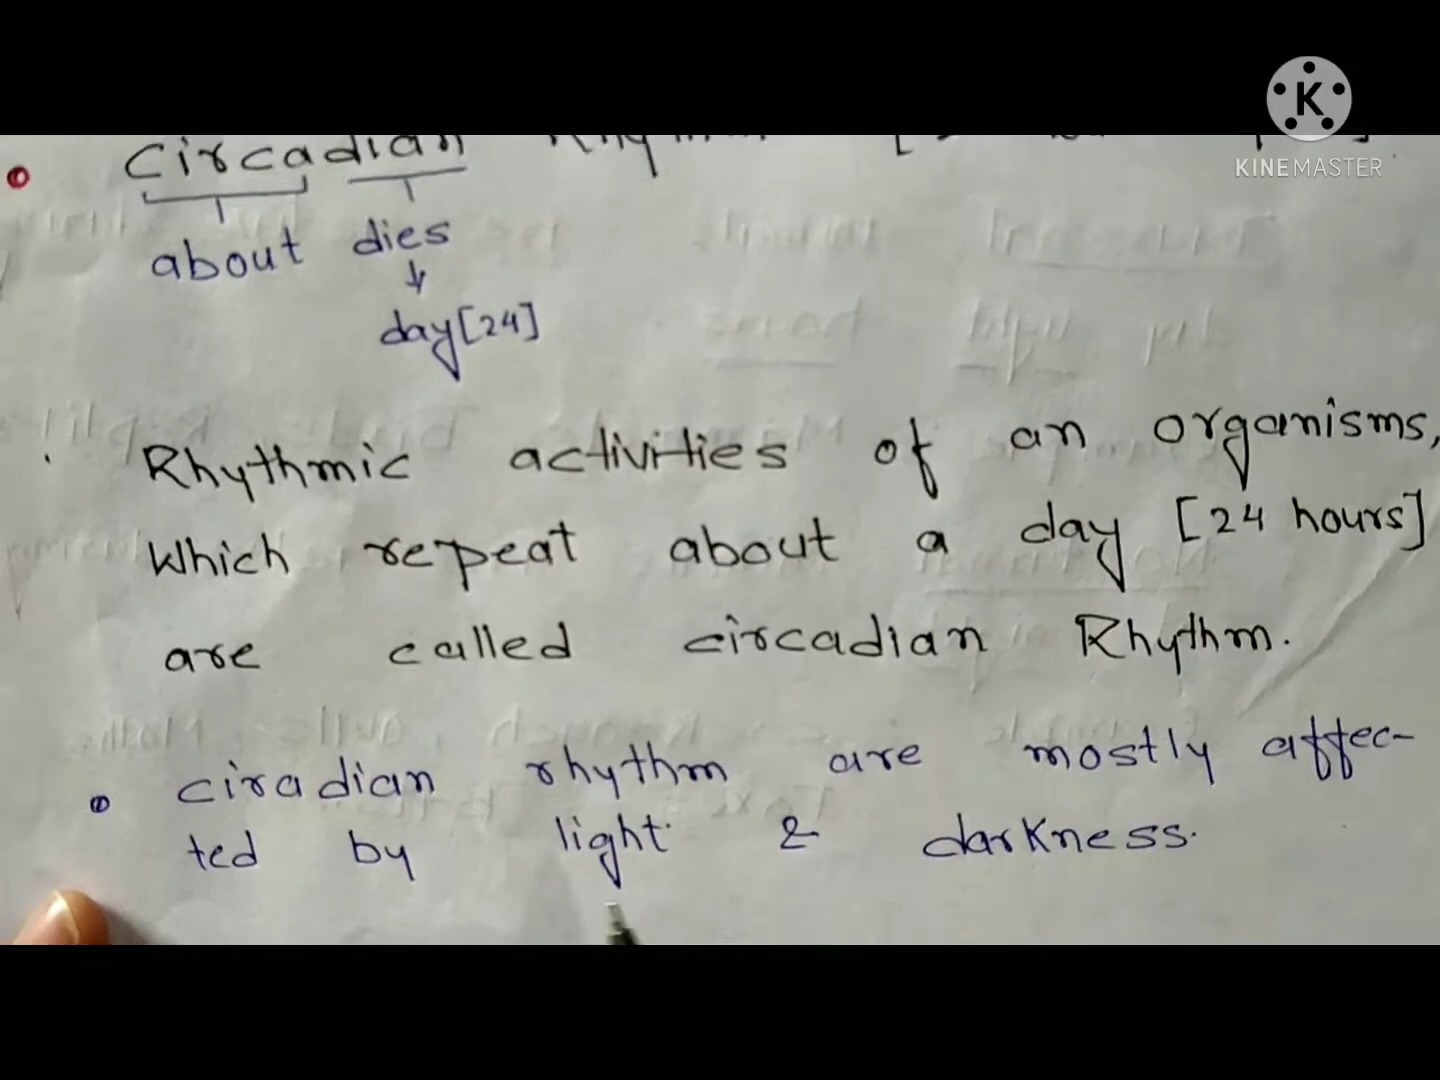 K
KINEMASTER
Circadian
about dies
day[24]
Rhythmic activities of an organisms,
Which repeat about a day [24 hours]
are called circadian Rhythm.
ciradian rhythm are mostly affec-
ted by light & darkness.